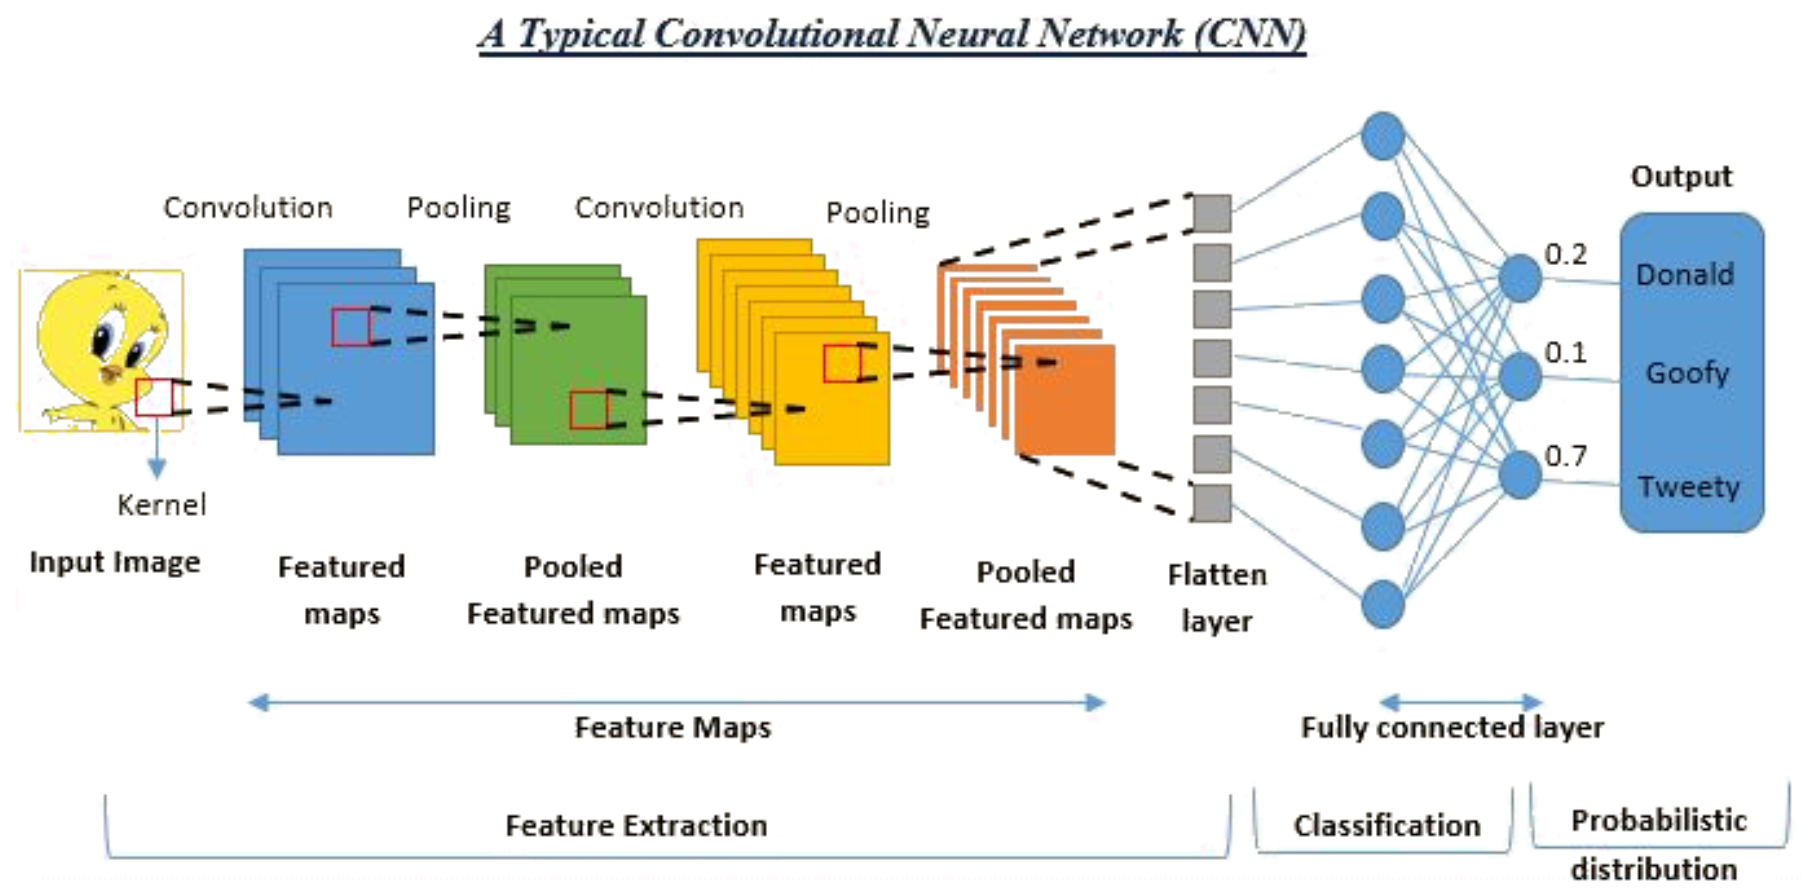 A Typical Convolutional Neural Network (CNN)
Convolution
Pooling
Convolution
Pooling
Output
0.2
Donald
0.1
Goofy
0.7
Tweety
Kernel
Input Image
Featured
maps
Pooled
Featured maps
Featured
maps
Pooled
Featured maps
Flatten
layer
Feature Maps
Fully connected layer
Feature Extraction
Classification
Probabilistic
distribution